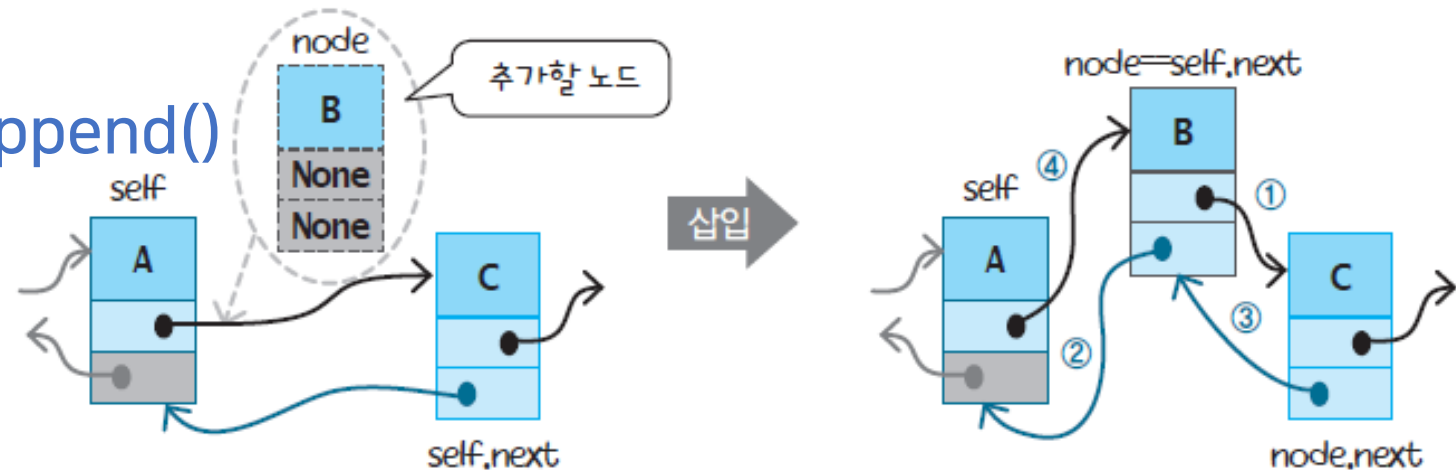 ppend()
node
B
None
None
추가할 노드
self
A
C
self.next
삽입
node==self.next
B
self
A
C
①
②
③
④
node.next